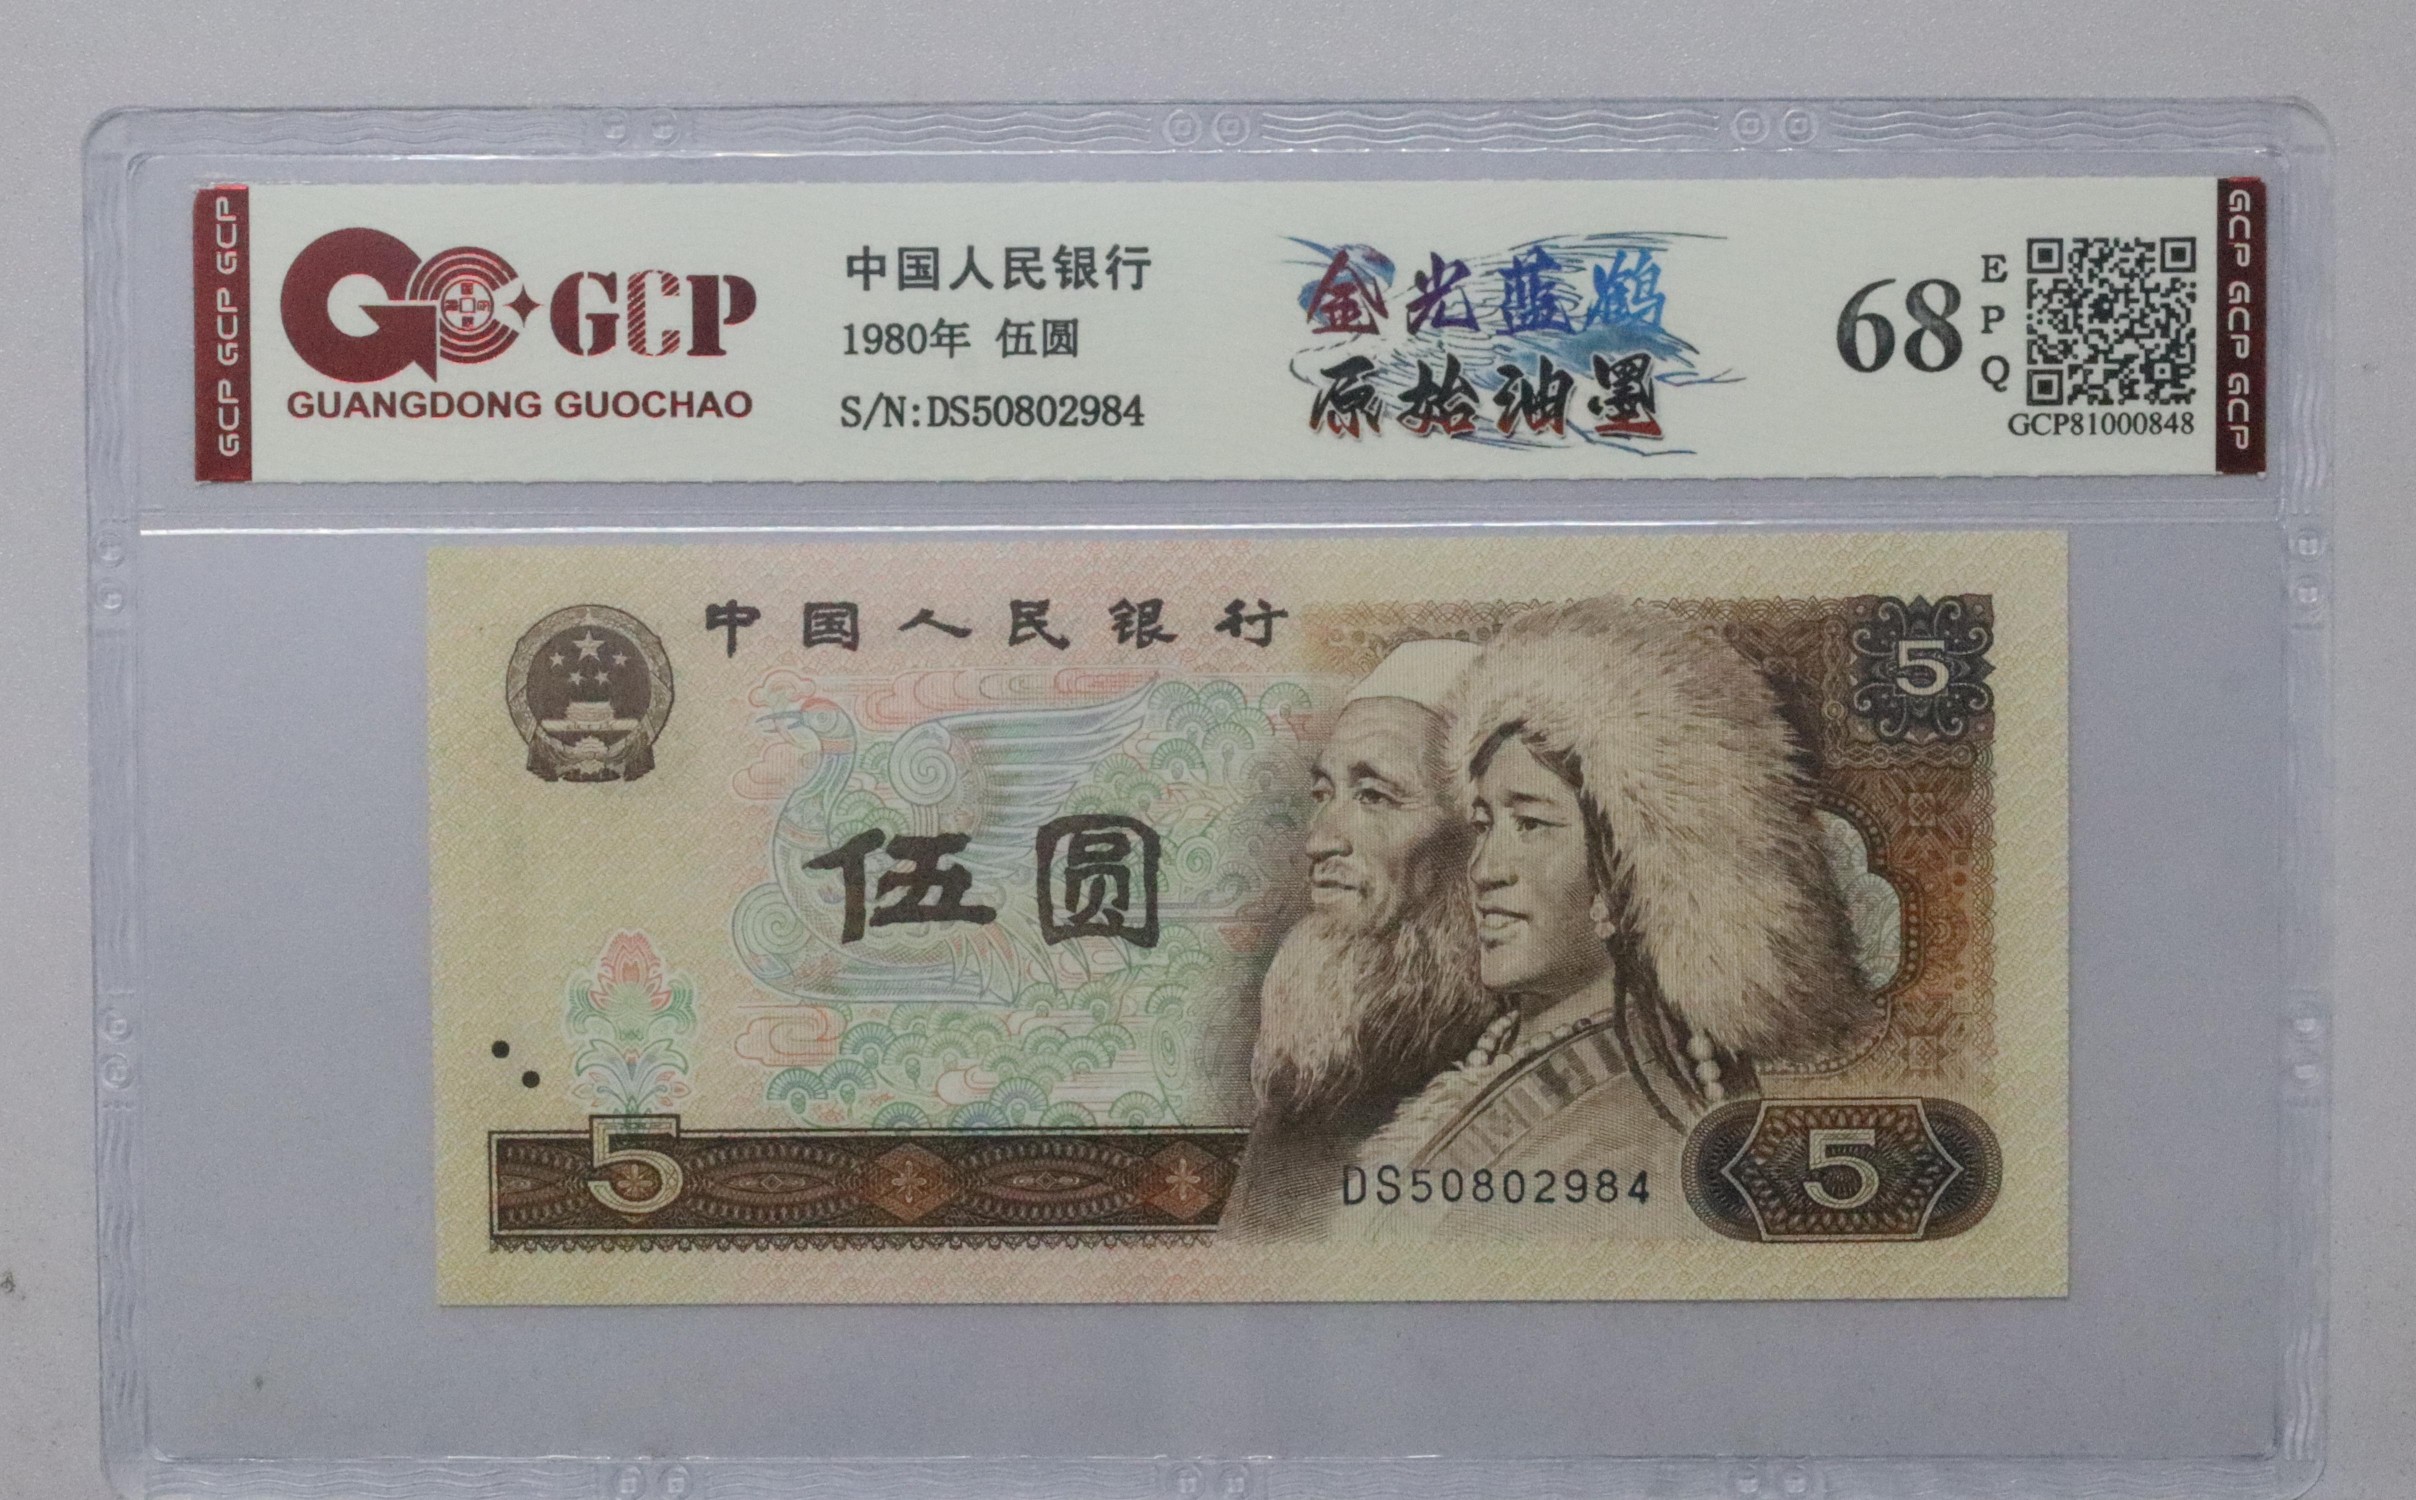 GCP GCP GCP
GCP
GUANGDONG GUOCHAO
中国人民银行
1980年 伍圆
S/N:DS50802984
金光蓝鹤
原始油墨
68
EPQ
GCP81000848
GCP GCP GCP
中国人民银行
5
伍圆
5
DS50802984
5